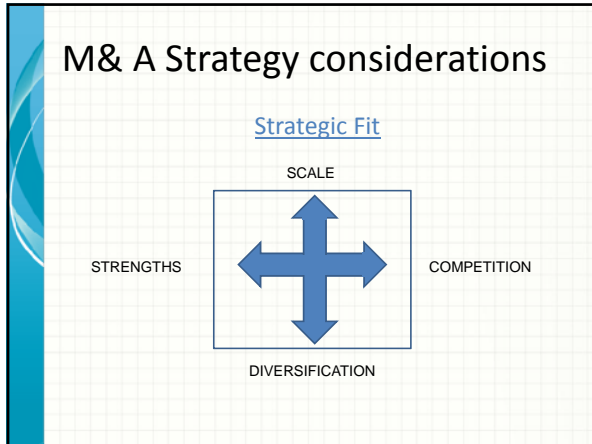 M& A Strategy considerations
Strategic Fit
SCALE
STRENGTHS
COMPETITION
DIVERSIFICATION